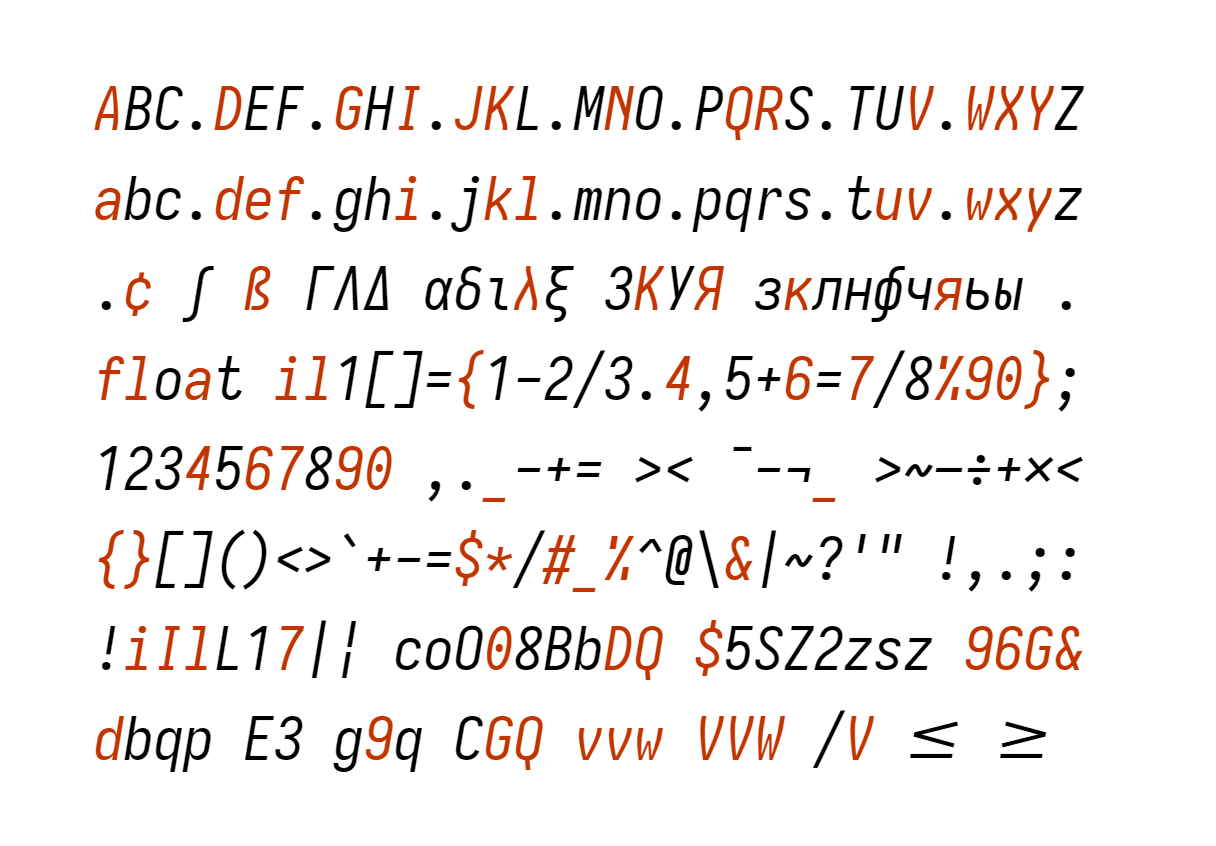 ABC.DEF.GHI.JKL.MNO.PQRS.TUV.WXYZ
abc.def.ghi.jkl.mno.pqrs.tuv.wxyz
.¢ ∫ ß ΓΛΔ αδιλξ ЗКУЯ зклнфчяьы .
float il1[]={1-2/3.4,5+6=7/8%90};
1234567890 ,._-+= >< ¯-¬_ >~–÷+×<
{}[]()<>`+-=$*/#_%^@\&|~?'" !,.;:
!iIlL17|¦ coO08BbDQ $5SZ2zsz 96G&
dbqp E3 g9q CGQ vvw VVW /V ≤ ≥